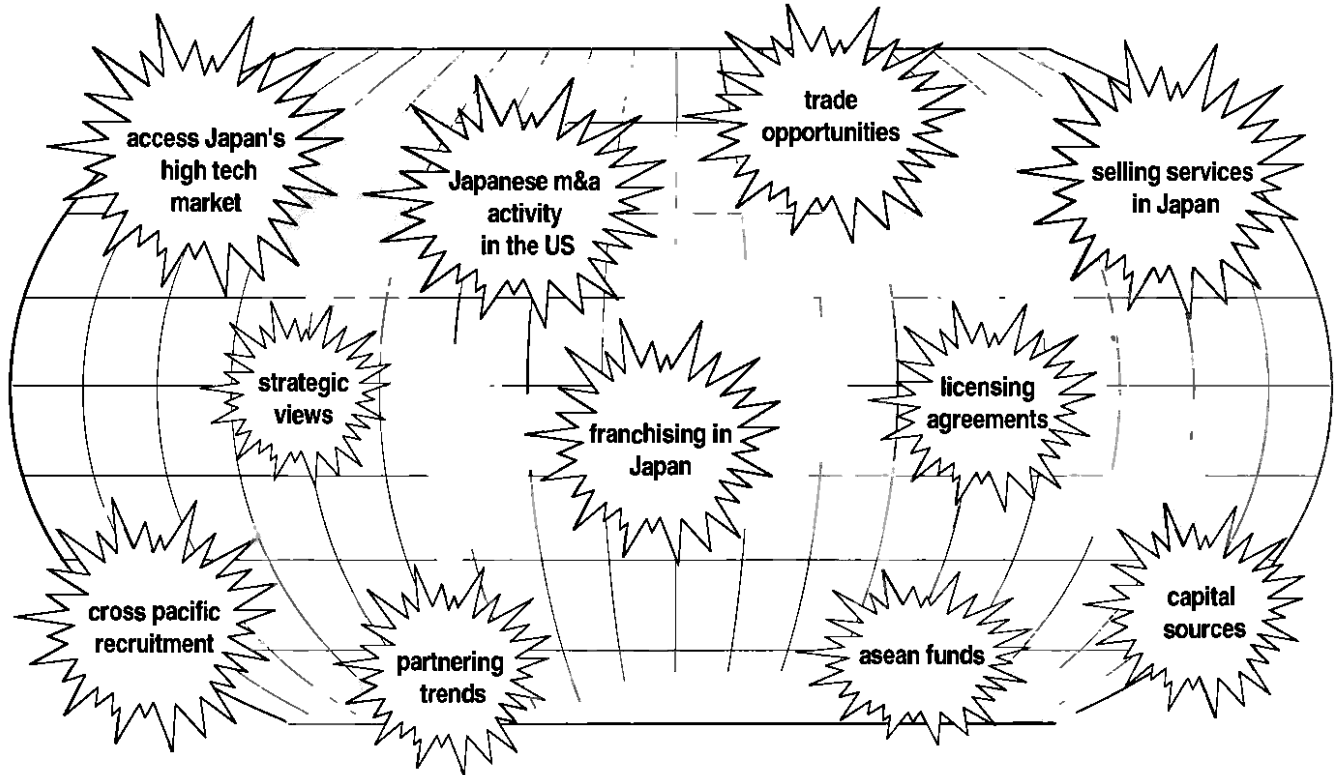 access Japan's
high tech
market
Japanese m&a
activity
in the US
trade
opportunities
selling services
in Japan
strategic
views
franchising in
Japan
licensing
agreements
cross pacific
recruitment
partnering
trends
asean funds
capital
sources